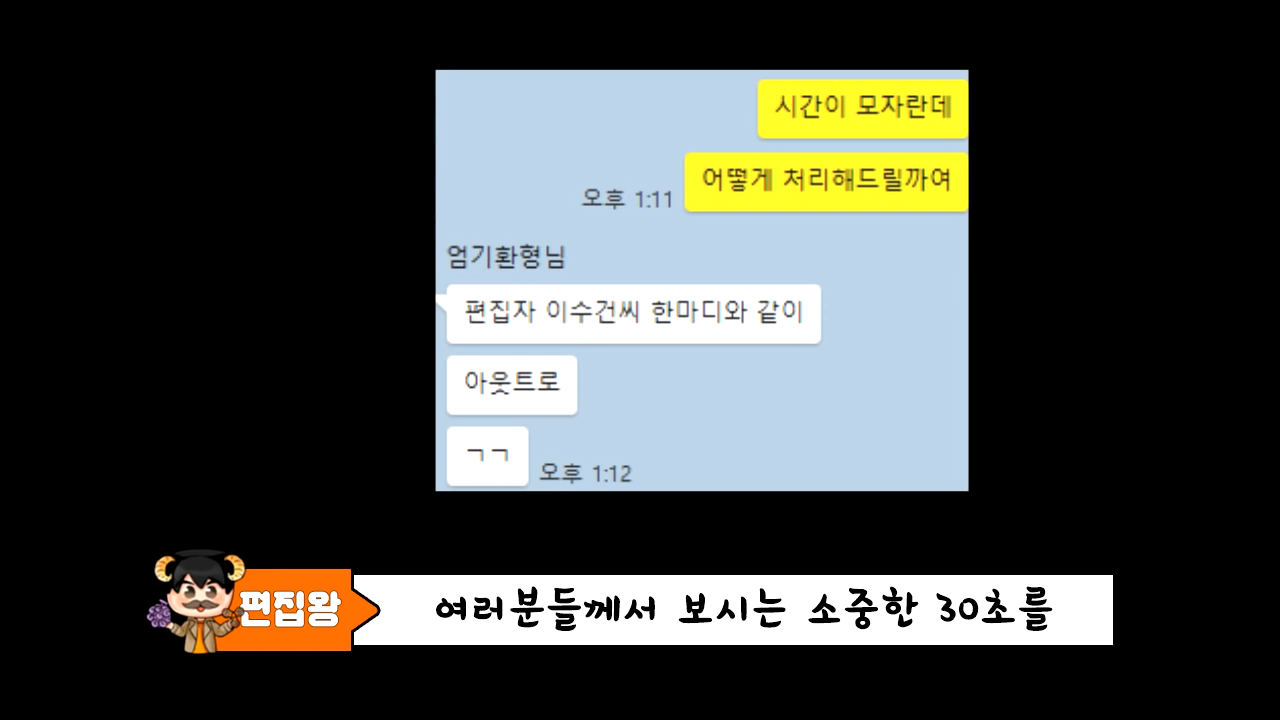 시간이 모자란데
어떻게 처리해드릴까여
오후 1:11
엄기환형님
편집자 이수건씨 한마디와 같이
아웃트로
ㄱㄱ
오후 1:12
편집왕
여러분들께서 보시는 소중한 30초를